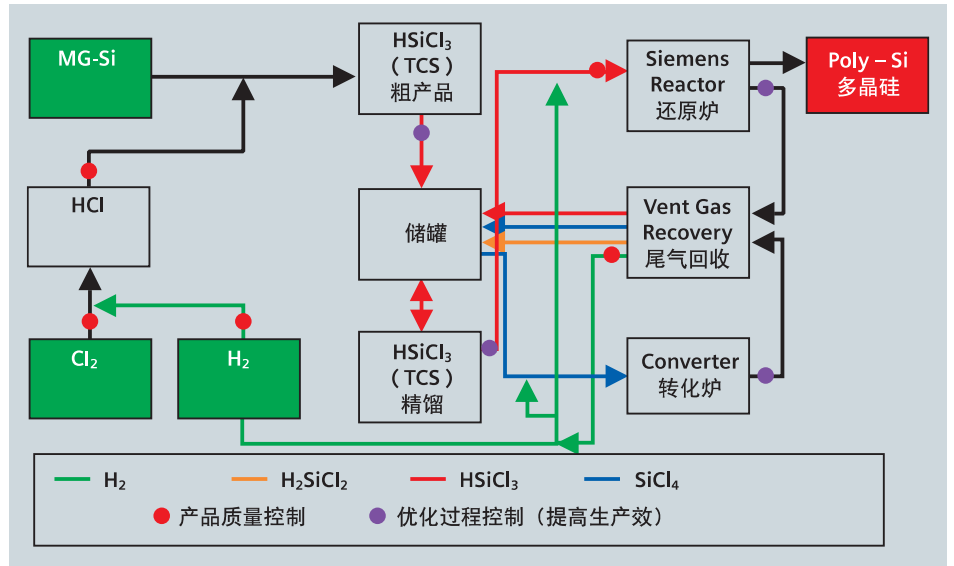 MG-Si
HSiCl₃
（TCS）
粗产品
Siemens
Reactor
还原炉
Poly – Si
多晶硅
HCl
储罐
Vent Gas
Recovery
尾气回收
Cl₂
H₂
HSiCl₃
（TCS）
精馏
Converter
转化炉
H₂
H₂SiCl₂
HSiCl₃
SiCl₄
产品质量控制
优化过程控制（提高生产效）